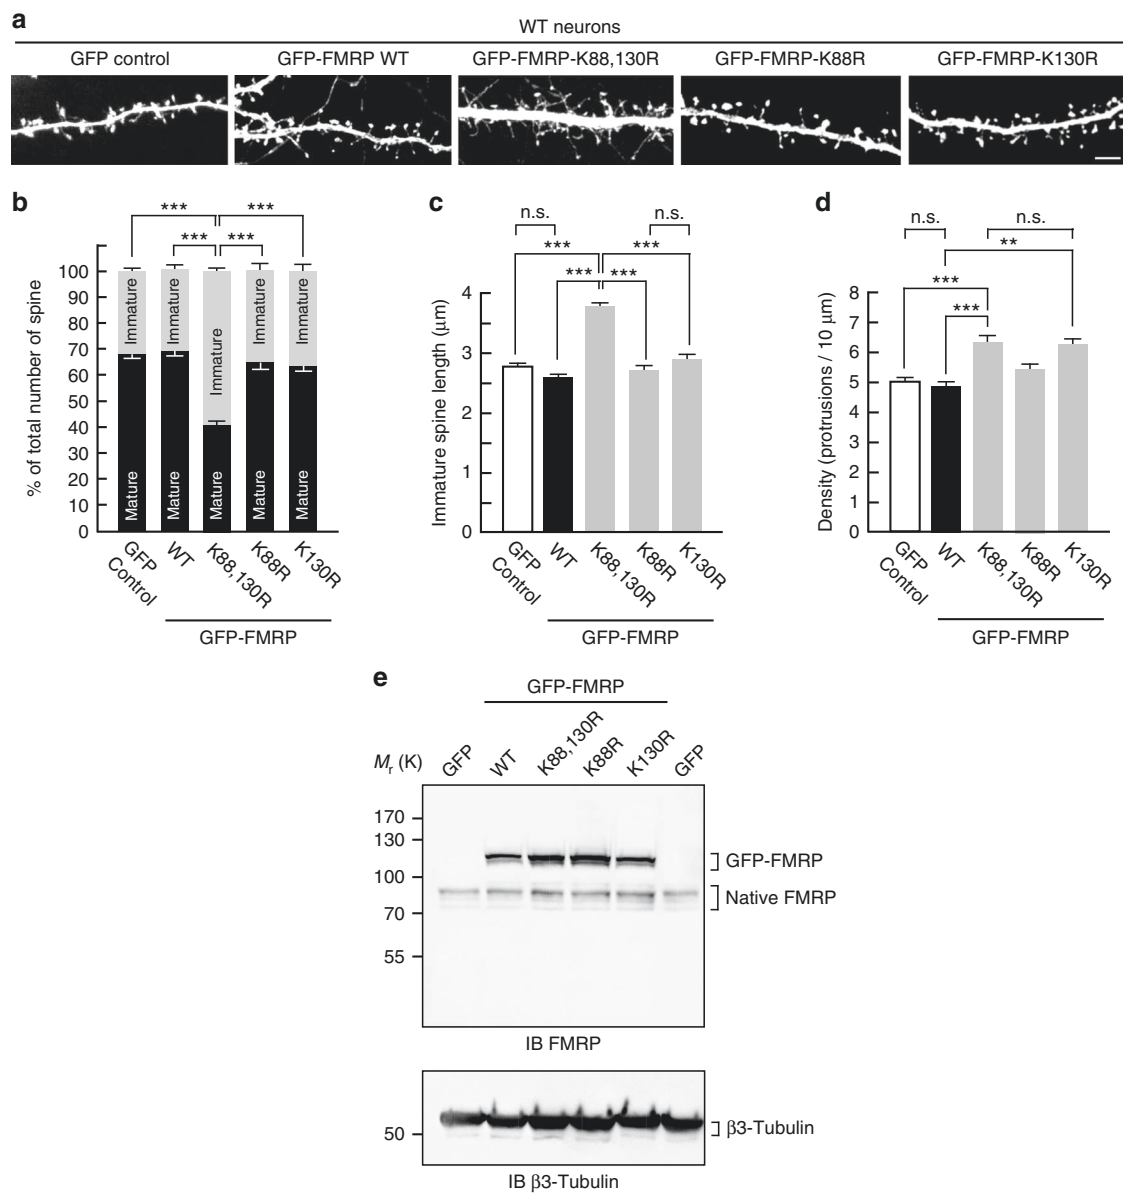 a
WT neurons
GFP control
GFP-FMRP WT
GFP-FMRP-K88,130R
GFP-FMRP-K88R
GFP-FMRP-K130R
b
*** ***
*** ***
% of total number of spine
100
90
80
70
60
50
40
30
20
10
0
Immature Immature Immature Immature Immature
Mature Mature Mature Mature Mature
GFP Control
WT
K88,130R
K88R
K130R
GFP-FMRP
c
n.s. n.s.
*** ***
*** ***
Immature spine length (μm)
4
3
2
1
0
GFP Control
WT
K88,130R
K88R
K130R
GFP-FMRP
d
n.s. n.s.
**
***
***
Density (protrusions / 10 μm)
8
7
6
5
4
3
2
1
0
GFP Control
WT
K88,130R
K88R
K130R
GFP-FMRP
e
GFP-FMRP
Mr (K) GFP WT K88,130R K88R K130R GFP
170
130
100
70
55
GFP-FMRP
Native FMRP
IB FMRP
50
β3-Tubulin
IB β3-Tubulin